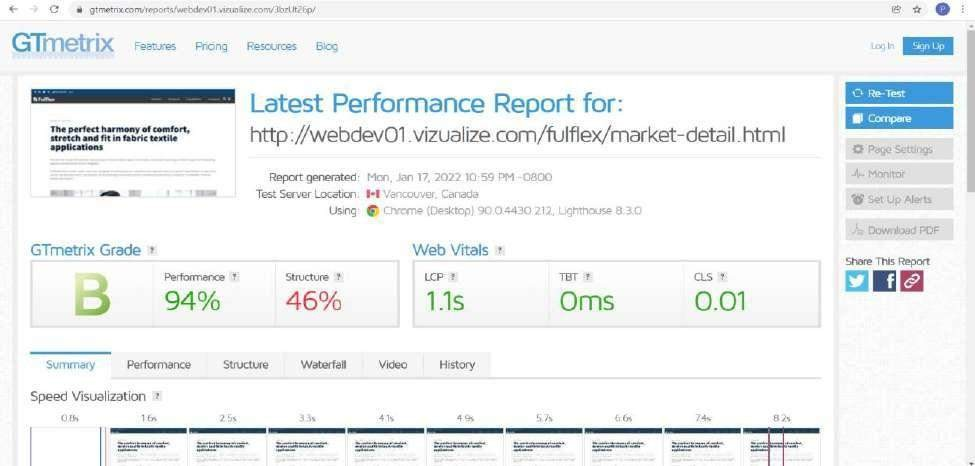 gtmetrix.com/reports/webdev01.vizualize.com/3bzUt26p/
P
GTmetrix Features Pricing Resources Blog Log In Sign Up
Fulflex
The perfect harmony of comfort,
stretch and fit in fabric textile
applications
Latest Performance Report for:
http://webdev01.vizualize.com/fulflex/market-detail.html
Report generated: Mon, Jan 17, 2022 10:59 PM -0800
Test Server Location: Vancouver, Canada
Using: Chrome (Desktop) 90.0.4430.212, Lighthouse 8.3.0
Re-Test
Compare
Page Settings
Monitor
Set Up Alerts
Download PDF
Share This Report
GTmetrix Grade ?
B
Performance ?
94%
Structure ?
46%
Web Vitals ?
LCP ?
1.1s
TBT ?
0ms
CLS ?
0.01
Summary Performance Structure Waterfall Video History
Speed Visualization ?
0.8s 1.6s 2.5s 3.3s 4.1s 4.9s 5.7s 6.6s 7.4s 8.2s